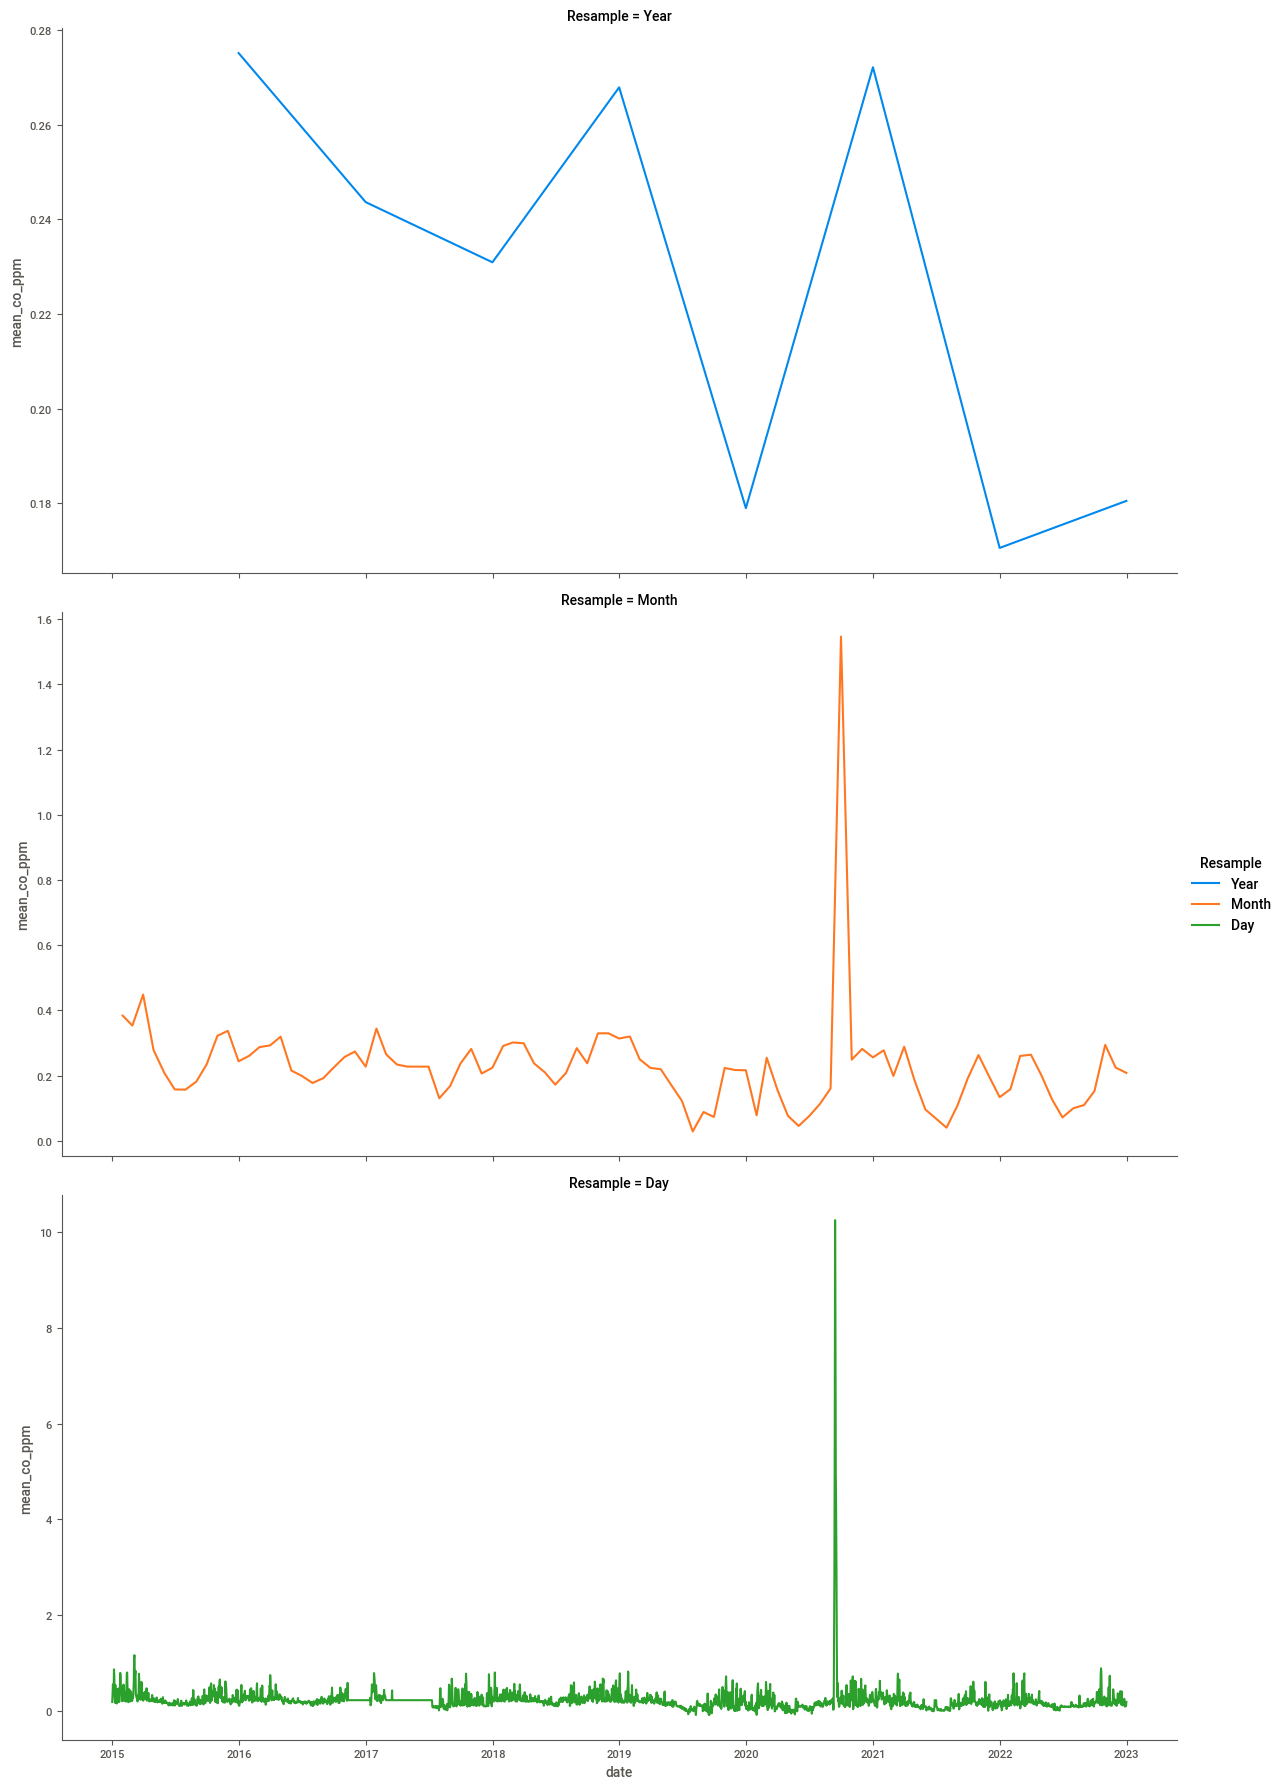 Resample = Year
0.28
0.26
0.24
0.22
0.20
0.18
mean_co_ppm
Resample = Month
1.6
1.4
1.2
1.0
0.8
0.6
0.4
0.2
0.0
mean_co_ppm
Resample
Year
Month
Day
Resample = Day
10
8
6
4
2
0
mean_co_ppm
2015 2016 2017 2018 2019 2020 2021 2022 2023
date